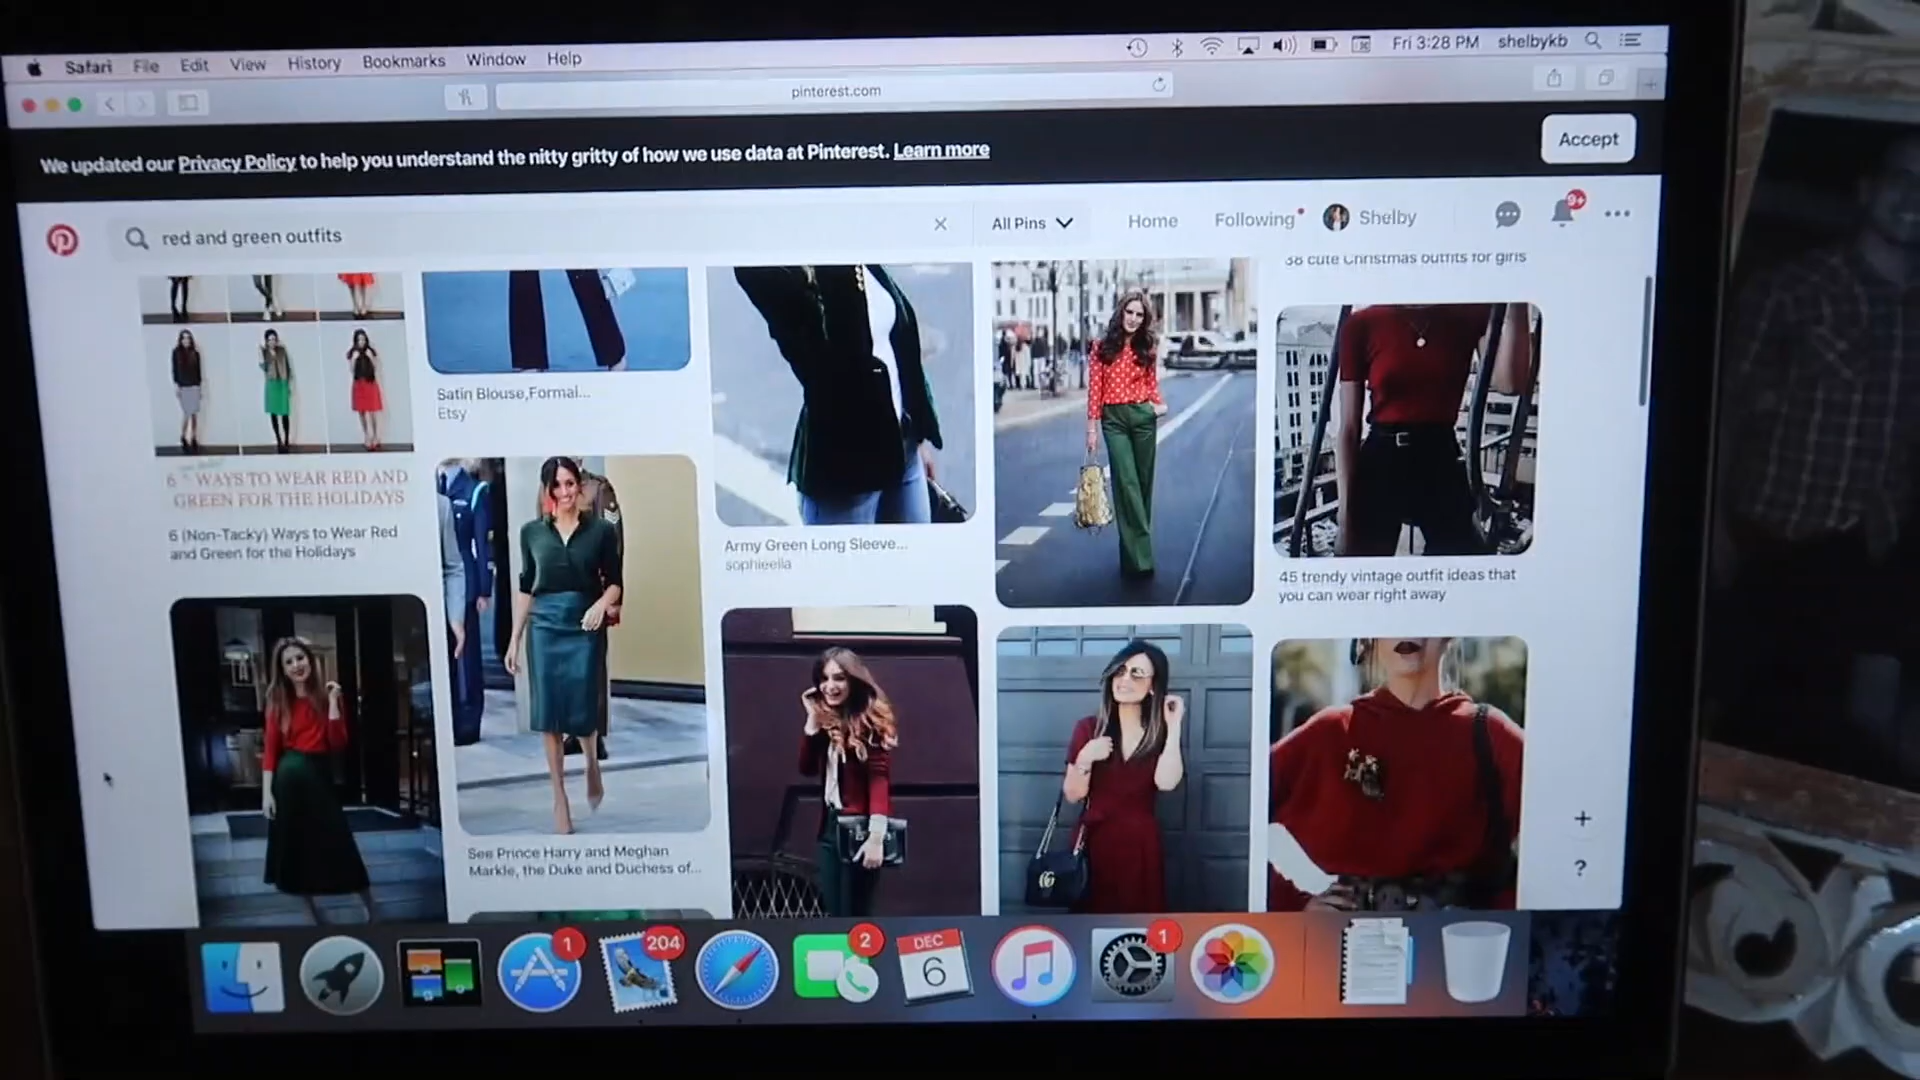 Safari File Edit View History Bookmarks Window Help
Fri 3:28 PM shelbykb
pinterest.com
We updated our Privacy Policy to help you understand the nitty gritty of how we use data at Pinterest. Learn more
Accept
red and green outfits
All Pins
Home
Following
Shelby
9+
38 cute Christmas outfits for girls
Satin Blouse,Formal...
Etsy
6 WAYS TO WEAR RED AND
GREEN FOR THE HOLIDAYS
6 (Non-Tacky) Ways to Wear Red
and Green for the Holidays
Army Green Long Sleeve...
sophieella
45 trendy vintage outfit ideas that
you can wear right away
See Prince Harry and Meghan
Markle, the Duke and Duchess of...
+
?
1
204
2
DEC
6
1